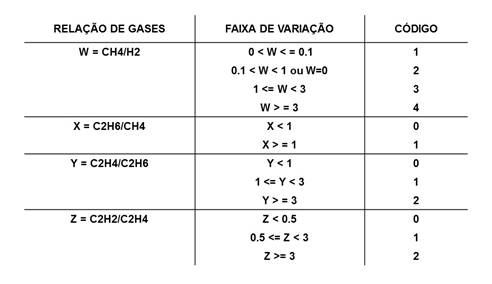 RELAÇÃO DE GASES FAIXA DE VARIAÇÃO CÓDIGO
W = CH4/H2 0 < W < = 0.1 1
0.1 < W < 1 ou W=0 2
1 <= W < 3 3
W > = 3 4
X = C2H6/CH4 X < 1 0
X > = 1 1
Y = C2H4/C2H6 Y < 1 0
1 <= Y < 3 1
Y > = 3 2
Z = C2H2/C2H4 Z < 0.5 0
0.5 <= Z < 3 1
Z >= 3 2